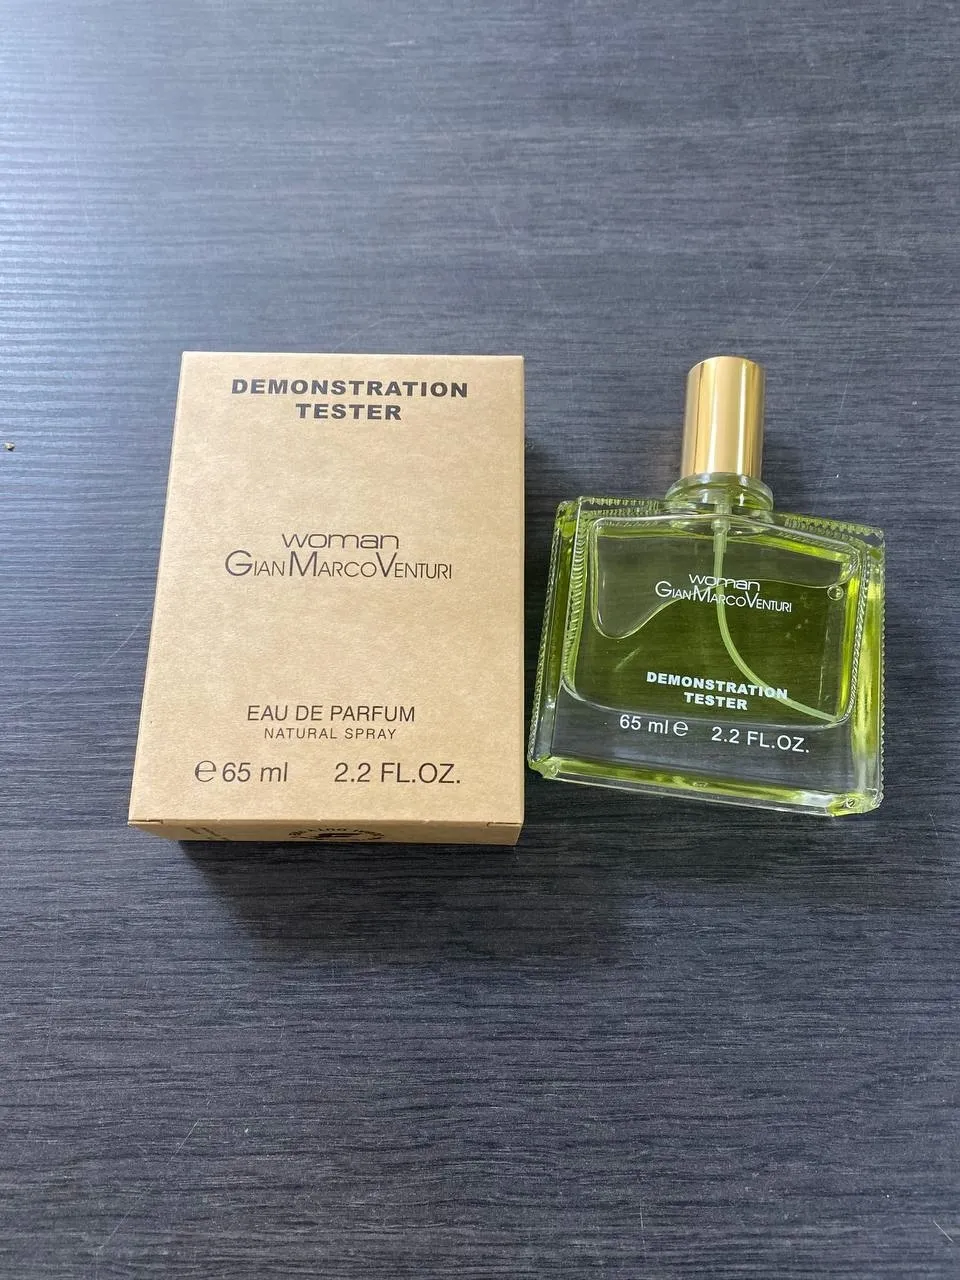 DEMONSTRATION
TESTER
woman
GIANMARCOVENTURI
EAU DE PARFUM
NATURAL SPRAY
℮ 65 ml 2.2 FL.OZ.
woman
GIANMARCOVENTURI
DEMONSTRATION
TESTER
65 ml ℮ 2.2 FL.OZ.